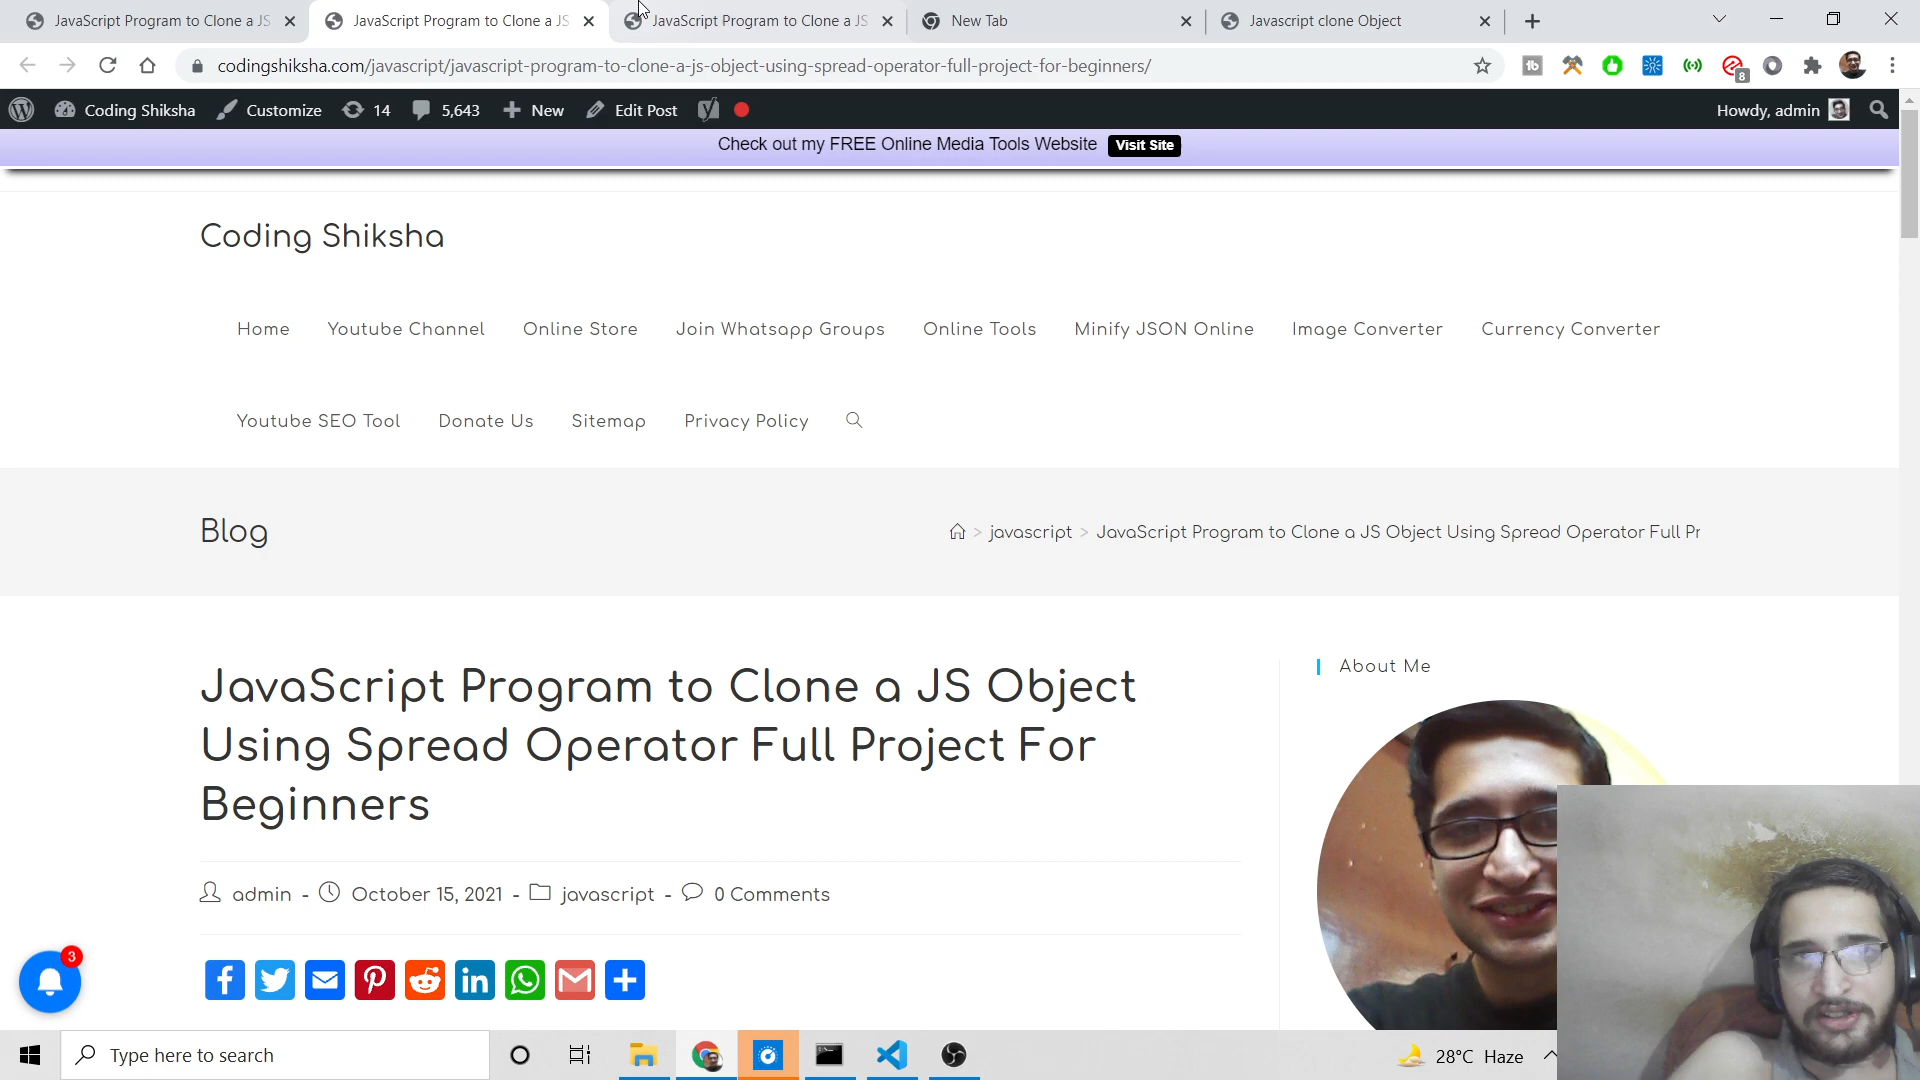 JavaScript Program to Clone a JS
JavaScript Program to Clone a JS
JavaScript Program to Clone a JS
New Tab
Javascript clone Object
codingshiksha.com/javascript/javascript-program-to-clone-a-js-object-using-spread-operator-full-project-for-beginners/
8
Coding Shiksha
Customize
14
5,643
New
Edit Post
Howdy, admin
Check out my FREE Online Media Tools Website
Visit Site
Coding Shiksha
Home
Youtube Channel
Online Store
Join Whatsapp Groups
Online Tools
Minify JSON Online
Image Converter
Currency Converter
Youtube SEO Tool
Donate Us
Sitemap
Privacy Policy
Blog
> javascript > JavaScript Program to Clone a JS Object Using Spread Operator Full Pr
JavaScript Program to Clone a JS Object
Using Spread Operator Full Project For
Beginners
About Me
admin - October 15, 2021 - javascript - 0 Comments
3
Type here to search
28°C Haze